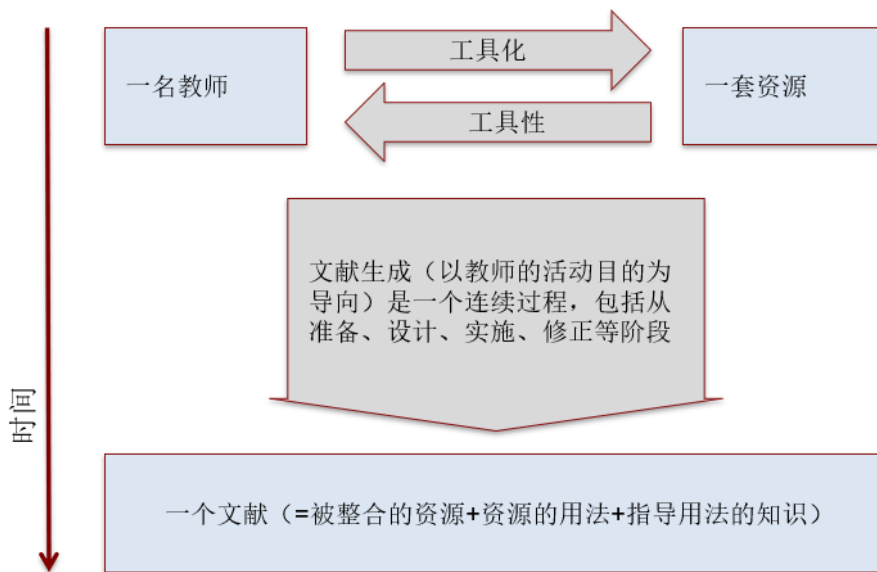 一名教师
工具化
一套资源
工具性
文献生成（以教师的活动目的为
导向）是一个连续过程，包括从
准备、设计、实施、修正等阶段
时间
一个文献（=被整合的资源+资源的用法+指导用法的知识）